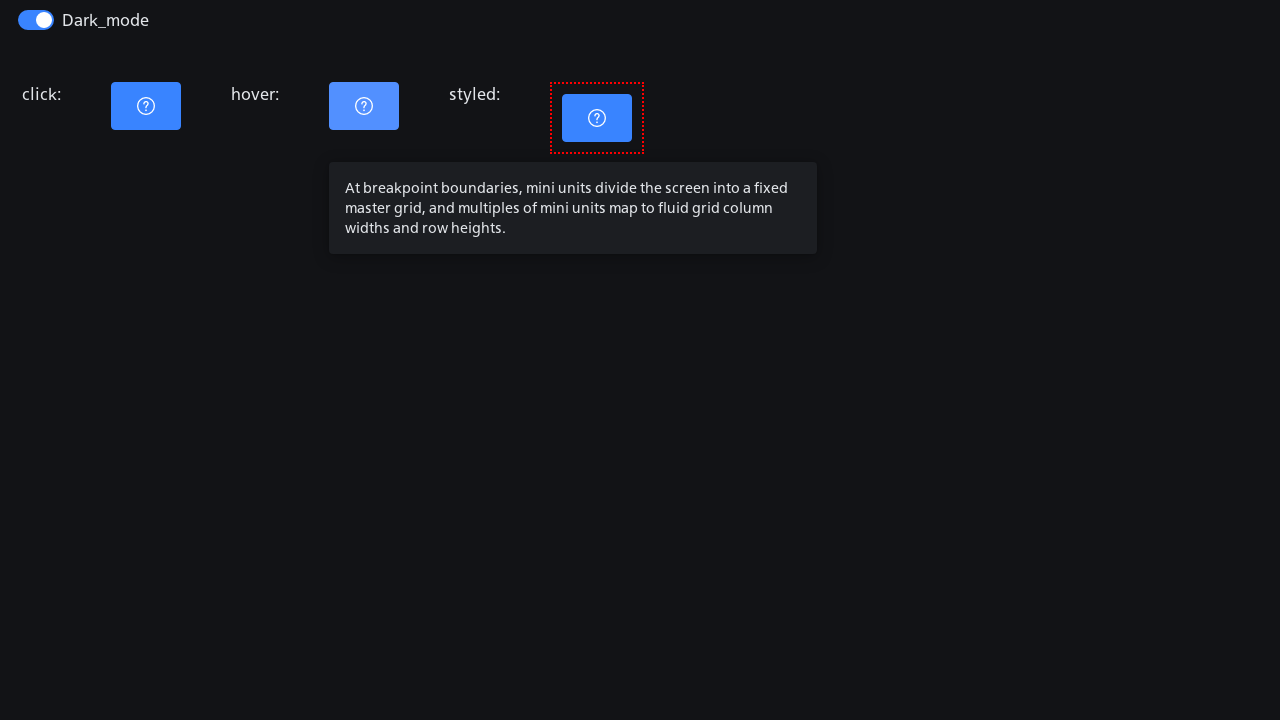 Dark_mode
click:
hover:
styled:
At breakpoint boundaries, mini units divide the screen into a fixed
master grid, and multiples of mini units map to fluid grid column
widths and row heights.